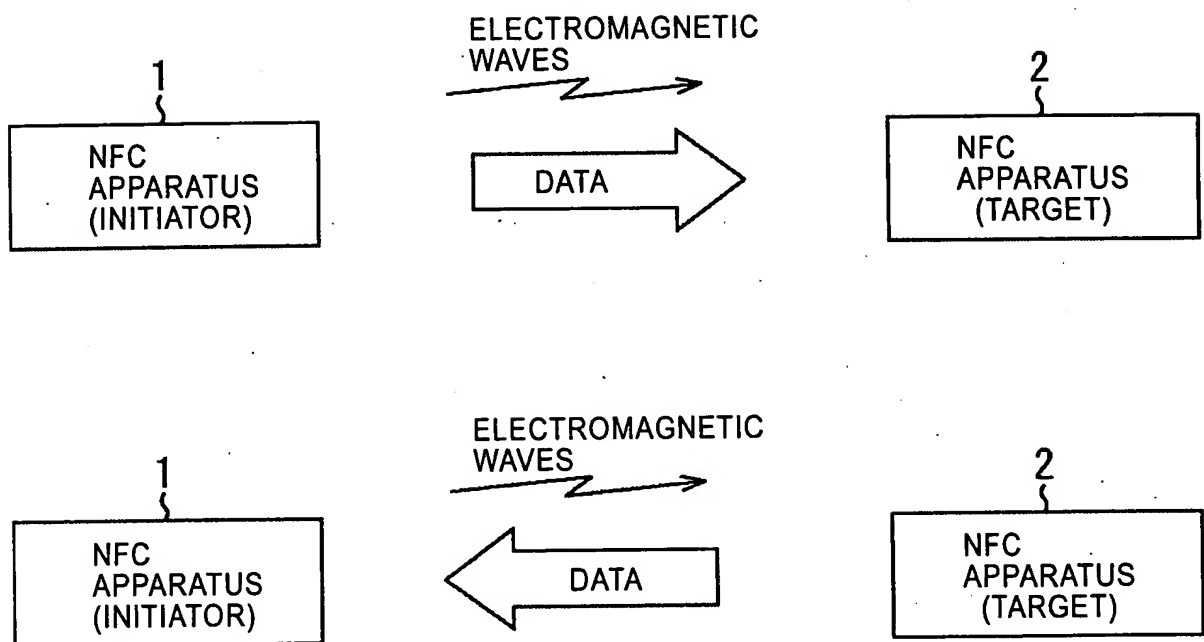 ELECTROMAGNETIC
WAVES
1
2
NFC
APPARATUS
(INITIATOR)
DATA
NFC
APPARATUS
(TARGET)
ELECTROMAGNETIC
WAVES
1
2
NFC
APPARATUS
(INITIATOR)
DATA
NFC
APPARATUS
(TARGET)